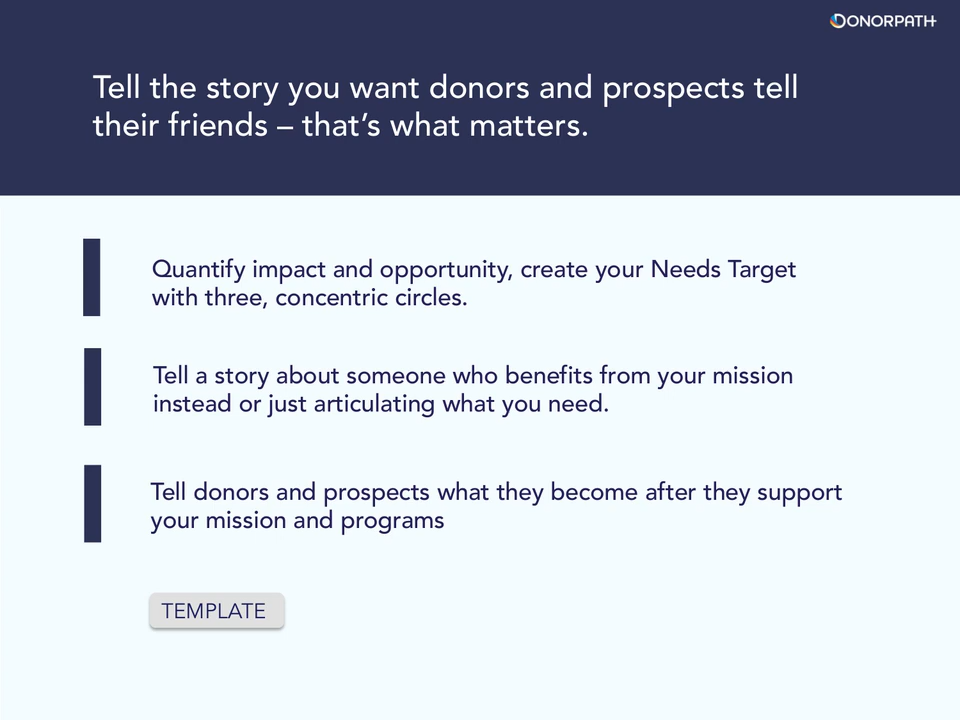 DONORPATH
Tell the story you want donors and prospects tell
their friends – that’s what matters.
Quantify impact and opportunity, create your Needs Target
with three, concentric circles.
Tell a story about someone who benefits from your mission
instead or just articulating what you need.
Tell donors and prospects what they become after they support
your mission and programs
TEMPLATE